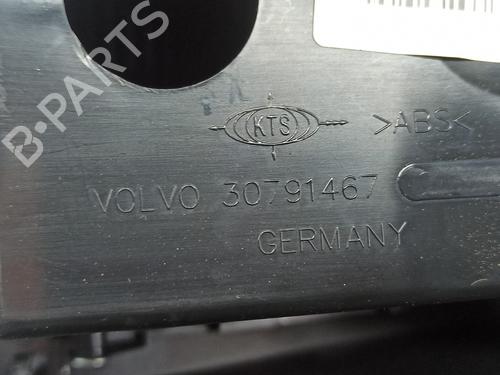 B-PARTS
KTS >ABS<
VOLVO 30791467
GERMANY